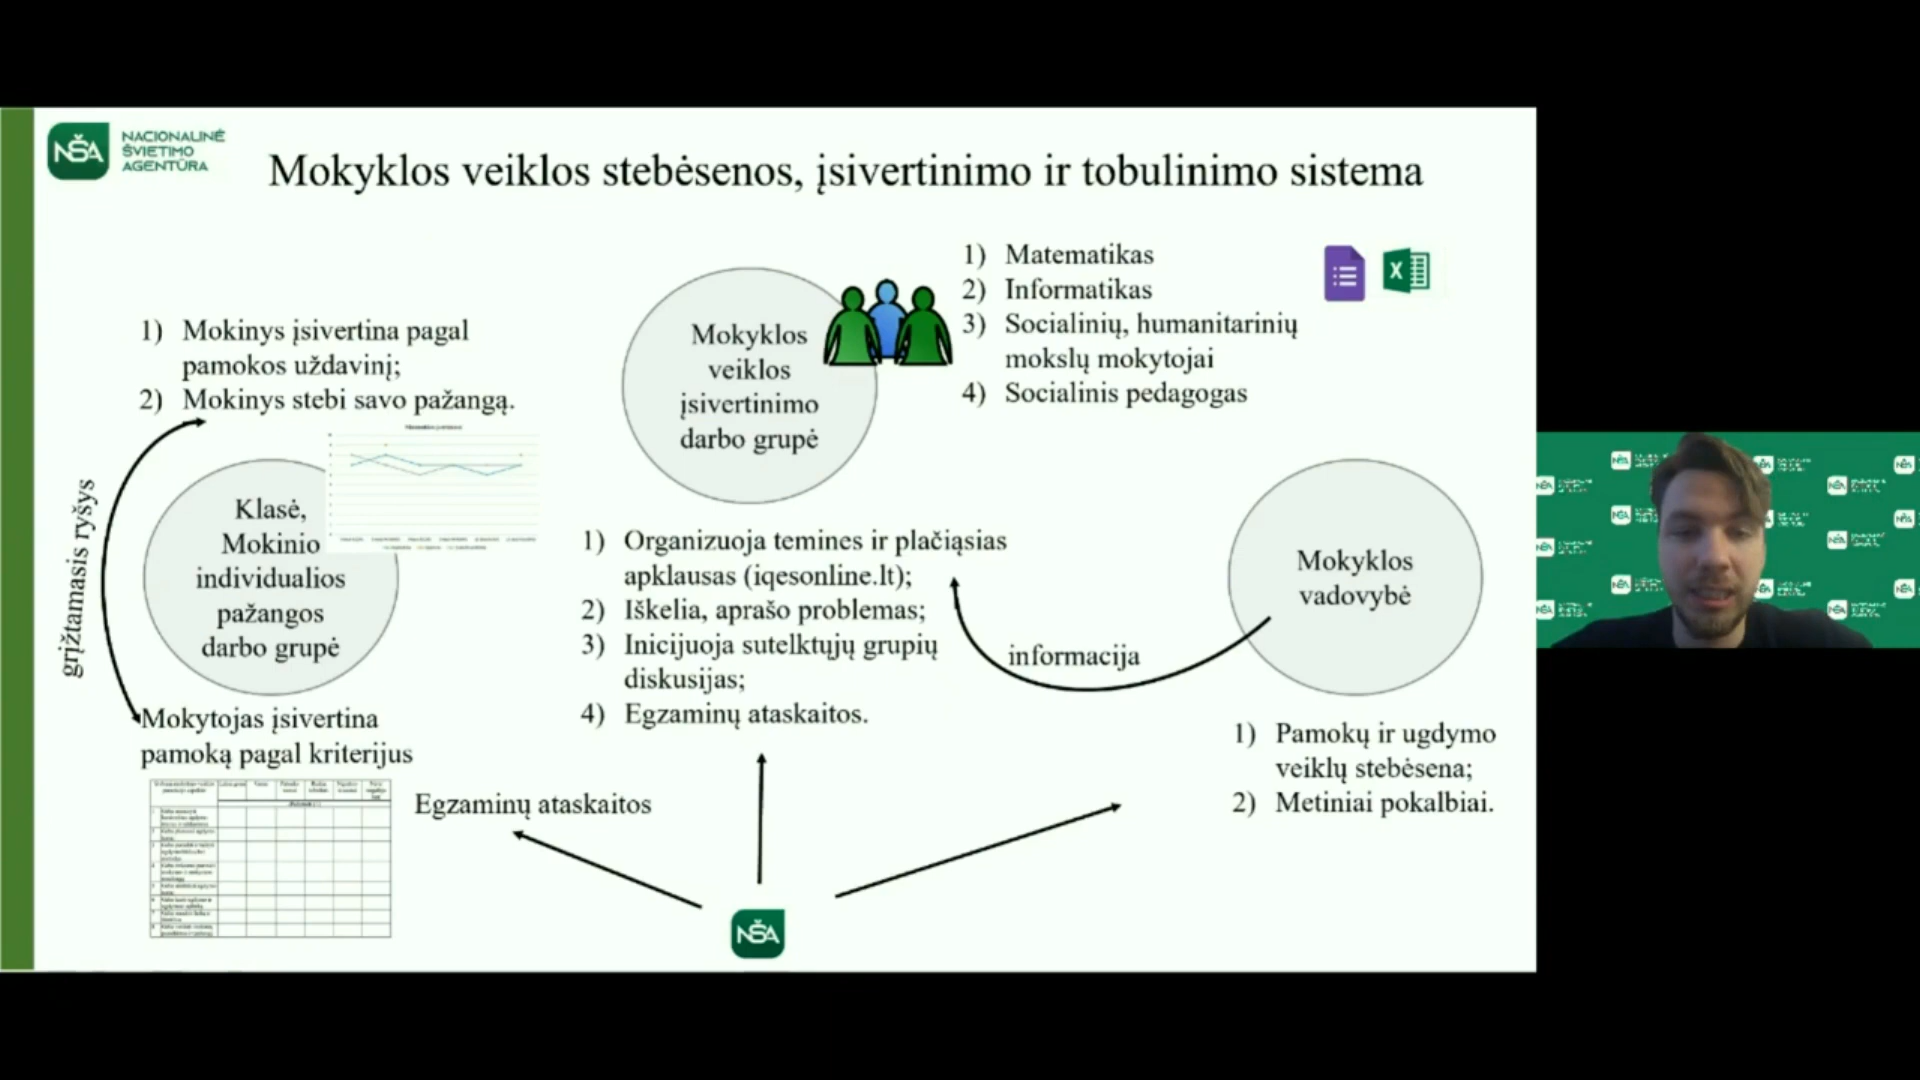 NŠA
NACIONALINĖ
ŠVIETIMO
AGENTŪRA
Mokyklos veiklos stebėsenos, įsivertinimo ir tobulinimo sistema
1) Mokinys įsivertina pagal
pamokos uždavinį;
2) Mokinys stebi savo pažangą.
grįžtamasis ryšys
Klasė,
Mokinio
individualios
pažangos
darbo grupė
Mokytojas įsivertina
pamoką pagal kriterijus
Mokyklos
veiklos
įsivertinimo
darbo grupė
1) Matematikas
2) Informatikas
3) Socialinių, humanitarinių
mokslų mokytojai
4) Socialinis pedagogas
X
1) Organizuoja temines ir plačiąsias
apklausas (iqesonline.lt);
2) Iškelia, aprašo problemas;
3) Inicijuoja sutelktųjų grupių
diskusijas;
4) Egzaminų ataskaitos.
informacija
Mokyklos
vadovybė
1) Pamokų ir ugdymo
veiklų stebėsena;
2) Metiniai pokalbiai.
Egzaminų ataskaitos
NŠA